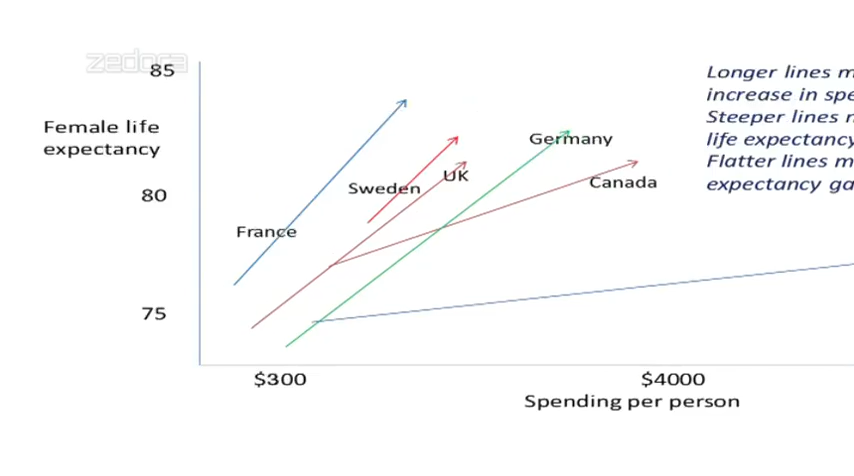 zedora
85
Longer lines m
increase in spe
Female life
expectancy
Steeper lines m
life expectancy
Germany
Flatter lines m
UK
Sweden
Canada
expectancy ga
80
France
75
$300
$4000
Spending per person